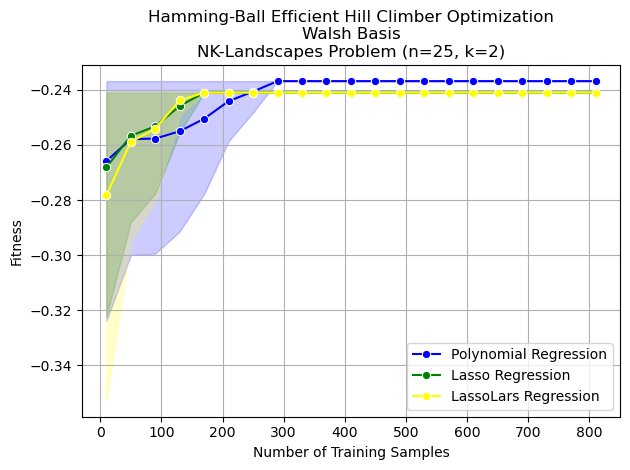 Hamming-Ball Efficient Hill Climber Optimization
Walsh Basis
NK-Landscapes Problem (n=25, k=2)
Fitness
−0.24
−0.26
−0.28
−0.30
−0.32
−0.34
0 100 200 300 400 500 600 700 800
Number of Training Samples
Polynomial Regression
Lasso Regression
LassoLars Regression